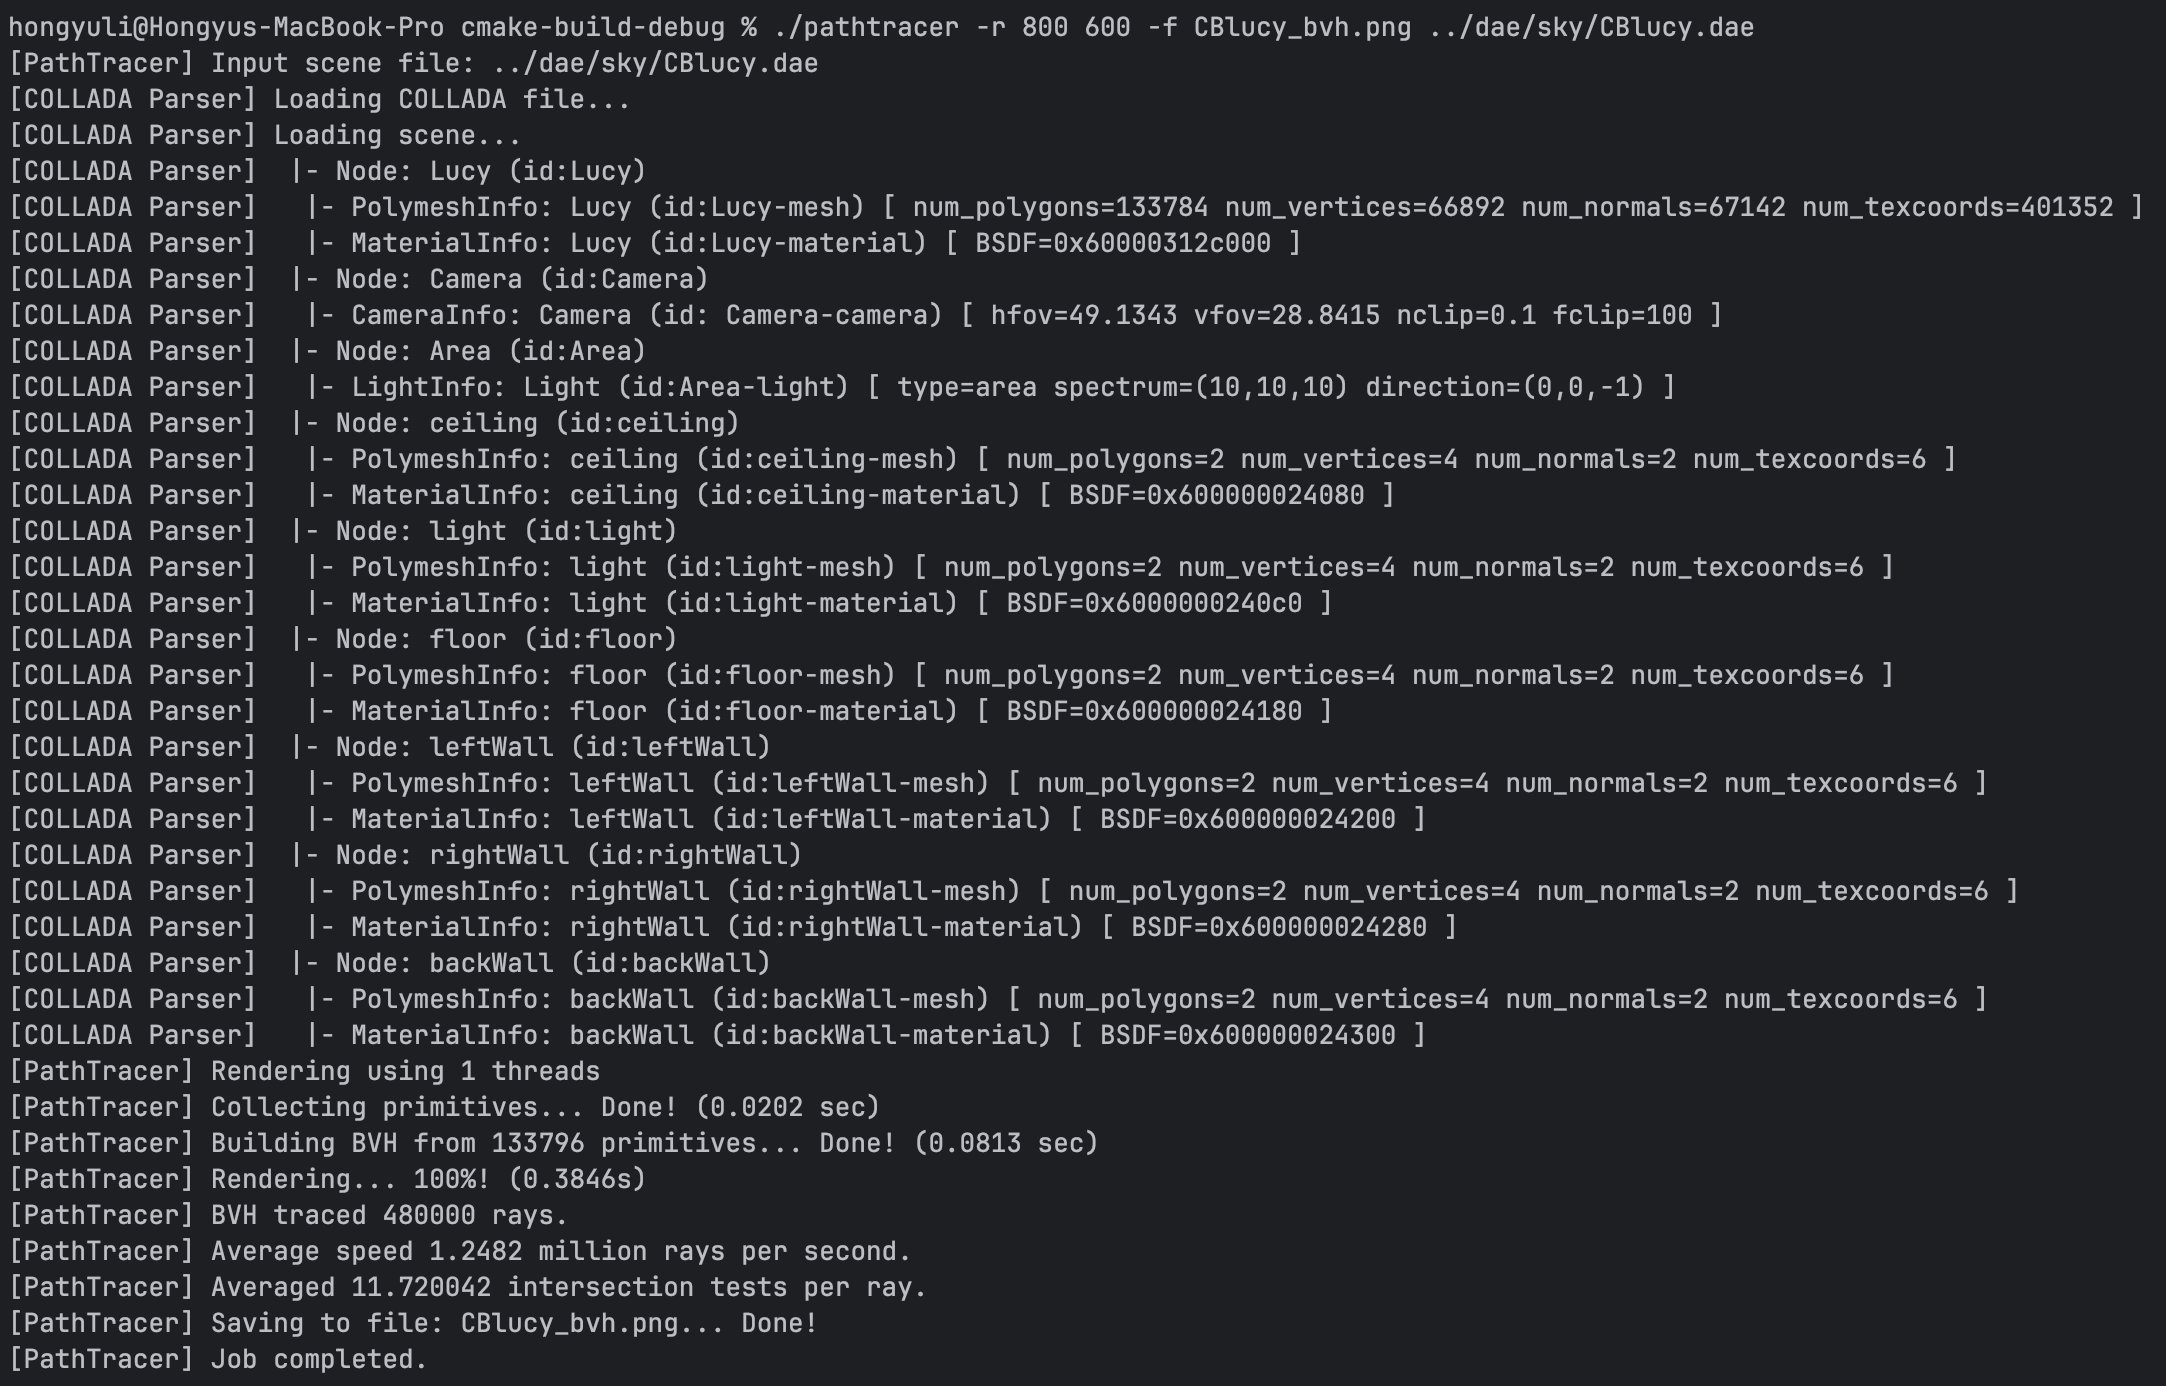 hongyuli@Hongyus-MacBook-Pro cmake-build-debug % ./pathtracer -r 800 600 -f CBlucy_bvh.png ../dae/sky/CBlucy.dae
[PathTracer] Input scene file: ../dae/sky/CBlucy.dae
[COLLADA Parser] Loading COLLADA file...
[COLLADA Parser] Loading scene...
[COLLADA Parser]  |- Node: Lucy (id:Lucy)
[COLLADA Parser]   |- PolymeshInfo: Lucy (id:Lucy-mesh) [ num_polygons=133784 num_vertices=66892 num_normals=67142 num_texcoords=401352 ]
[COLLADA Parser]   |- MaterialInfo: Lucy (id:Lucy-material) [ BSDF=0x60000312c000 ]
[COLLADA Parser]  |- Node: Camera (id:Camera)
[COLLADA Parser]   |- CameraInfo: Camera (id: Camera-camera) [ hfov=49.1343 vfov=28.8415 nclip=0.1 fclip=100 ]
[COLLADA Parser]  |- Node: Area (id:Area)
[COLLADA Parser]   |- LightInfo: Light (id:Area-light) [ type=area spectrum=(10,10,10) direction=(0,0,-1) ]
[COLLADA Parser]  |- Node: ceiling (id:ceiling)
[COLLADA Parser]   |- PolymeshInfo: ceiling (id:ceiling-mesh) [ num_polygons=2 num_vertices=4 num_normals=2 num_texcoords=6 ]
[COLLADA Parser]   |- MaterialInfo: ceiling (id:ceiling-material) [ BSDF=0x600000024080 ]
[COLLADA Parser]  |- Node: light (id:light)
[COLLADA Parser]   |- PolymeshInfo: light (id:light-mesh) [ num_polygons=2 num_vertices=4 num_normals=2 num_texcoords=6 ]
[COLLADA Parser]   |- MaterialInfo: light (id:light-material) [ BSDF=0x6000000240c0 ]
[COLLADA Parser]  |- Node: floor (id:floor)
[COLLADA Parser]   |- PolymeshInfo: floor (id:floor-mesh) [ num_polygons=2 num_vertices=4 num_normals=2 num_texcoords=6 ]
[COLLADA Parser]   |- MaterialInfo: floor (id:floor-material) [ BSDF=0x600000024180 ]
[COLLADA Parser]  |- Node: leftWall (id:leftWall)
[COLLADA Parser]   |- PolymeshInfo: leftWall (id:leftWall-mesh) [ num_polygons=2 num_vertices=4 num_normals=2 num_texcoords=6 ]
[COLLADA Parser]   |- MaterialInfo: leftWall (id:leftWall-material) [ BSDF=0x600000024200 ]
[COLLADA Parser]  |- Node: rightWall (id:rightWall)
[COLLADA Parser]   |- PolymeshInfo: rightWall (id:rightWall-mesh) [ num_polygons=2 num_vertices=4 num_normals=2 num_texcoords=6 ]
[COLLADA Parser]   |- MaterialInfo: rightWall (id:rightWall-material) [ BSDF=0x600000024280 ]
[COLLADA Parser]  |- Node: backWall (id:backWall)
[COLLADA Parser]   |- PolymeshInfo: backWall (id:backWall-mesh) [ num_polygons=2 num_vertices=4 num_normals=2 num_texcoords=6 ]
[COLLADA Parser]   |- MaterialInfo: backWall (id:backWall-material) [ BSDF=0x600000024300 ]
[PathTracer] Rendering using 1 threads
[PathTracer] Collecting primitives... Done! (0.0202 sec)
[PathTracer] Building BVH from 133796 primitives... Done! (0.0813 sec)
[PathTracer] Rendering... 100%! (0.3846s)
[PathTracer] BVH traced 480000 rays.
[PathTracer] Average speed 1.2482 million rays per second.
[PathTracer] Averaged 11.720042 intersection tests per ray.
[PathTracer] Saving to file: CBlucy_bvh.png... Done!
[PathTracer] Job completed.